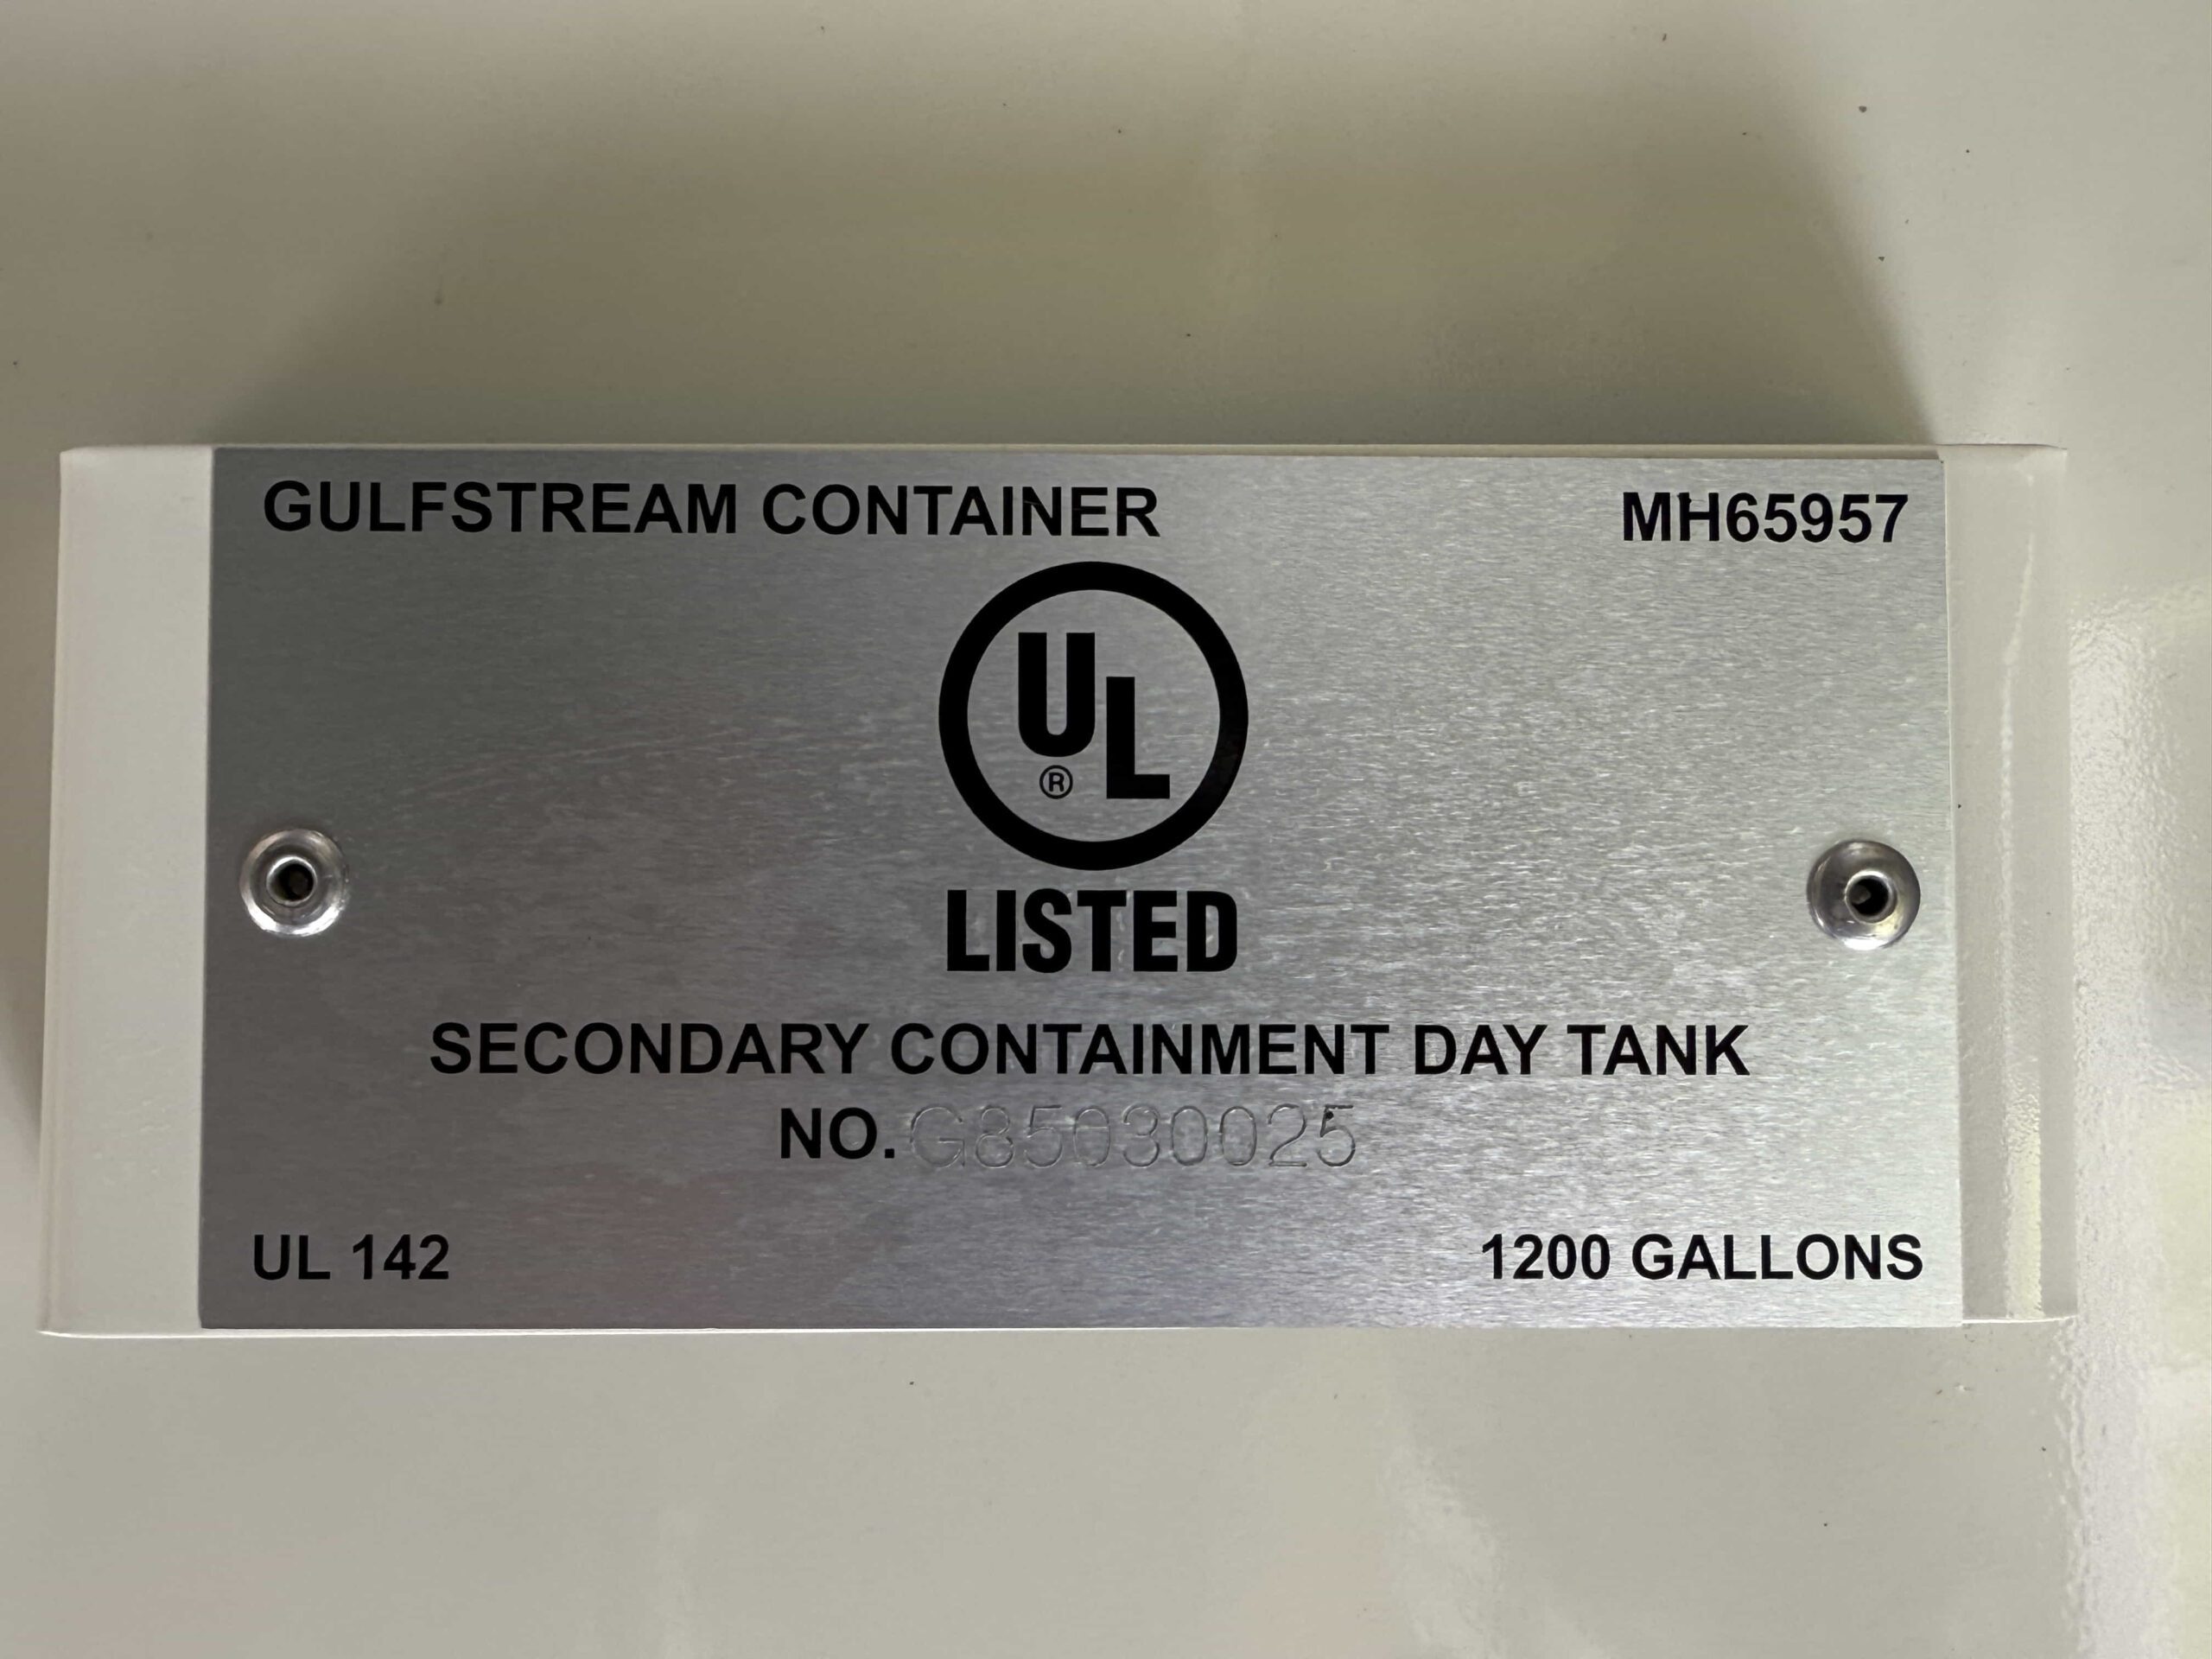 GULFSTREAM CONTAINER MH65957
UL
®
LISTED
SECONDARY CONTAINMENT DAY TANK
NO. G85030025
UL 142 1200 GALLONS